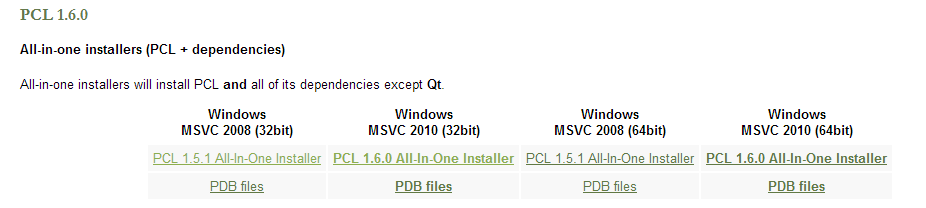 PCL 1.6.0
All-in-one installers (PCL + dependencies)
All-in-one installers will install PCL and all of its dependencies except Qt.
Windows MSVC 2008 (32bit) Windows MSVC 2010 (32bit) Windows MSVC 2008 (64bit) Windows MSVC 2010 (64bit)
PCL 1.5.1 All-In-One Installer PCL 1.6.0 All-In-One Installer PCL 1.5.1 All-In-One Installer PCL 1.6.0 All-In-One Installer
PDB files PDB files PDB files PDB files